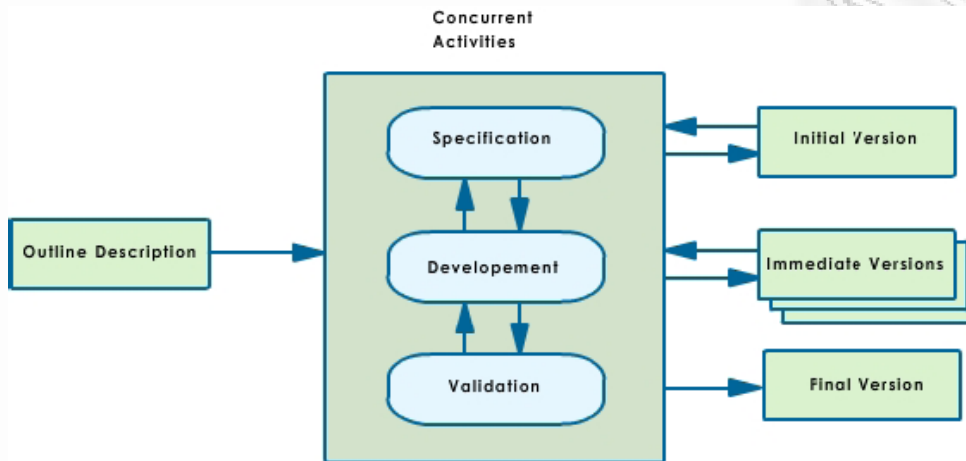 Concurrent
Activities
Specification
Initial Version
Outline Description
Developement
Immediate Versions
Validation
Final Version